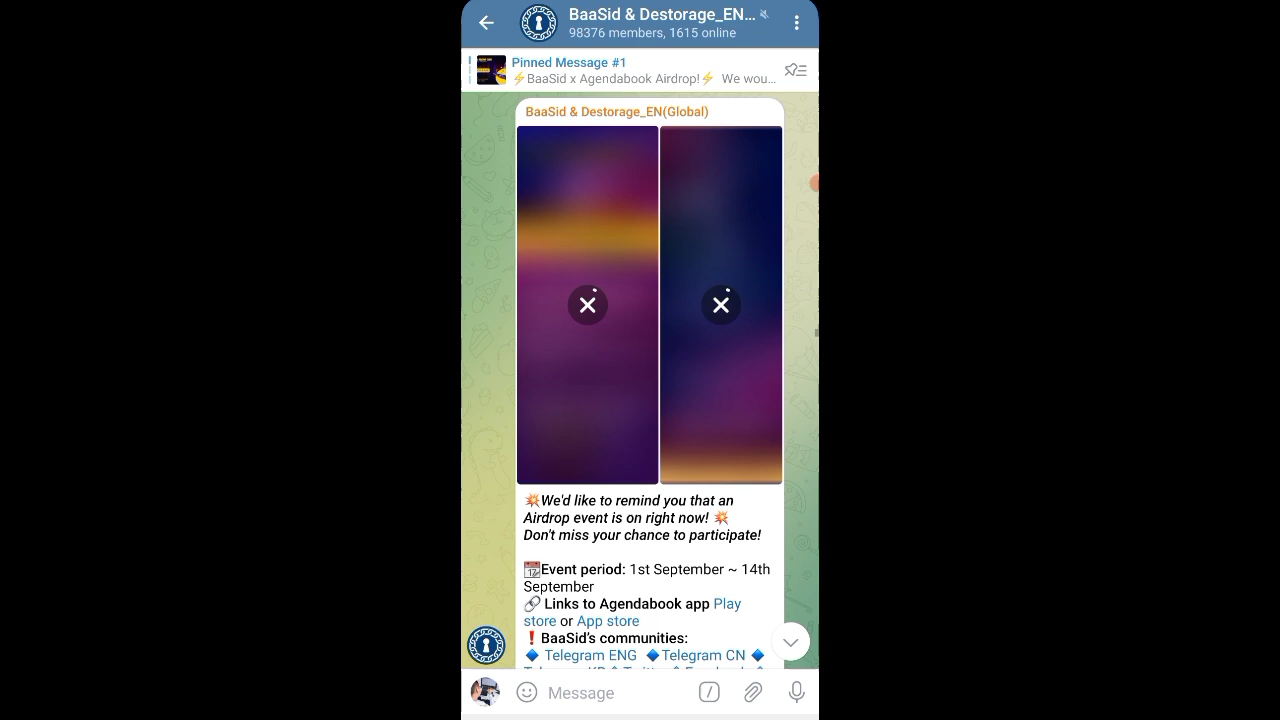 BaaSid & Destorage_EN...
98376 members, 1615 online
Pinned Message #1
⚡BaaSid x Agendabook Airdrop!⚡ We wou...
BaaSid & Destorage_EN(Global)
💥We'd like to remind you that an
Airdrop event is on right now! 💥
Don't miss your chance to participate!
📆Event period: 1st September ~ 14th
September
🔗 Links to Agendabook app Play
store or App store
❗BaaSid's communities:
🔷 Telegram ENG 🔷Telegram CN 🔷
Message